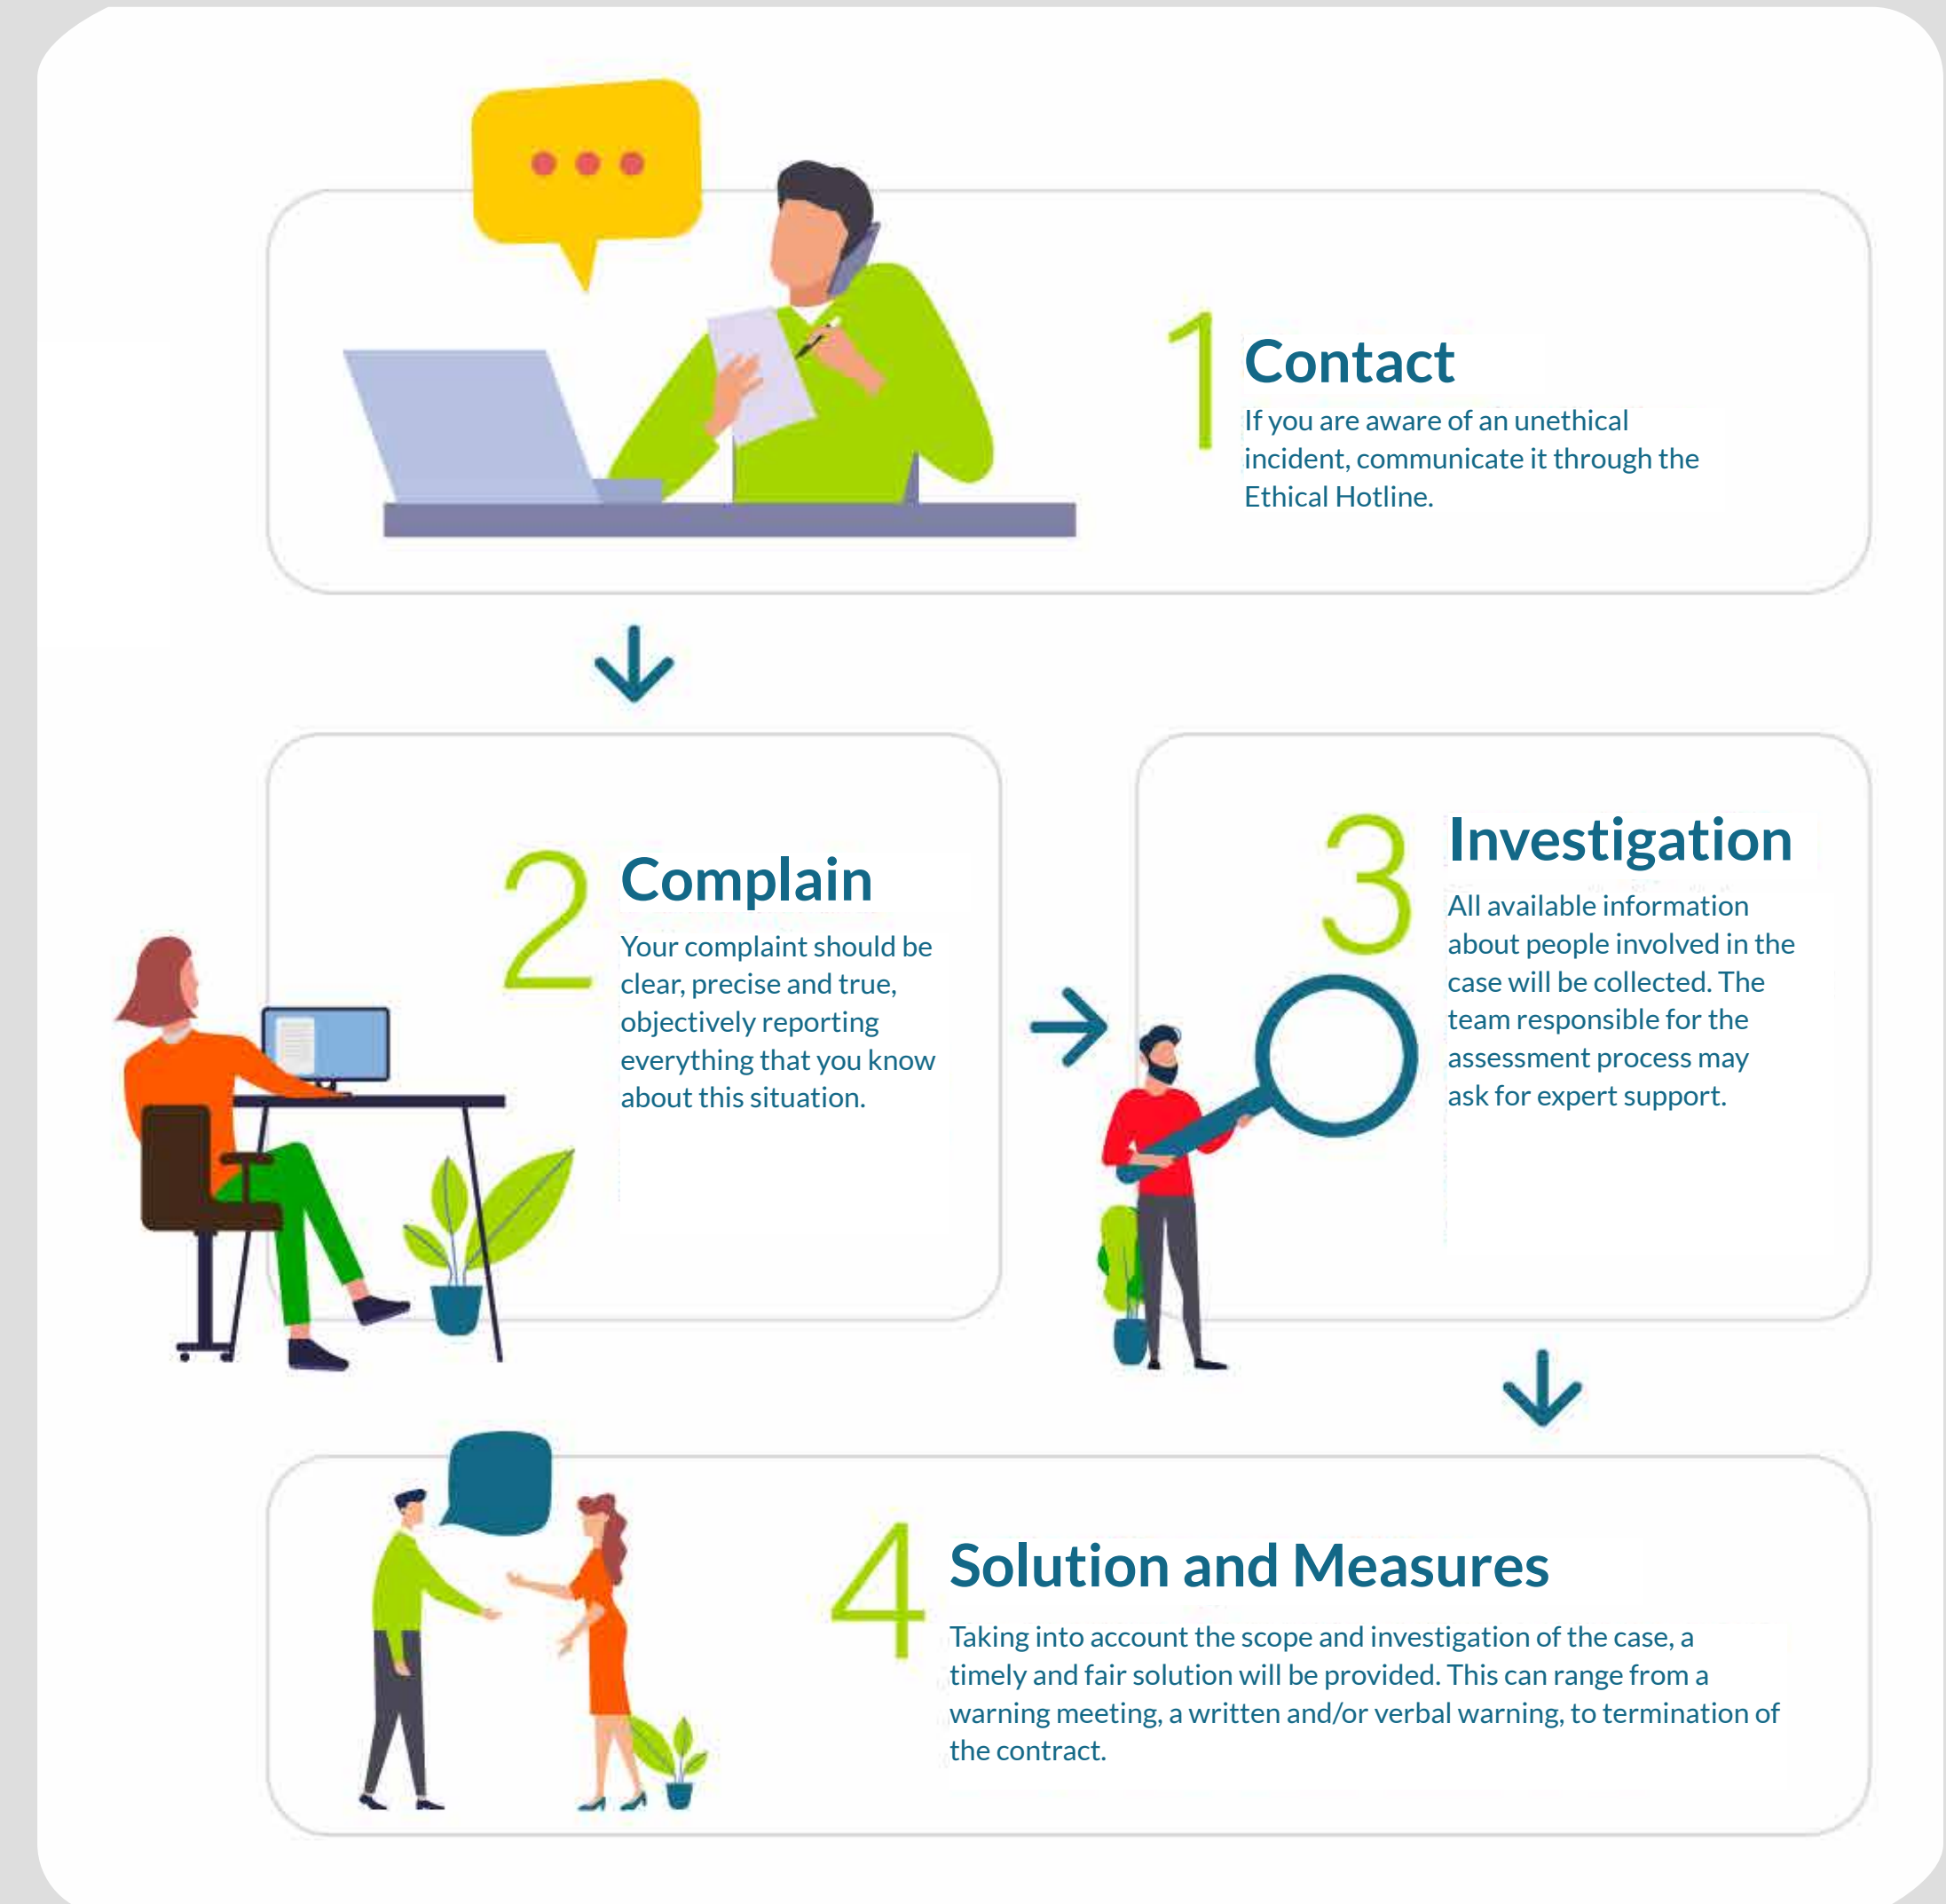 1
Contact
If you are aware of an unethical
incident, communicate it through the
Ethical Hotline.
2
Complain
Your complaint should be
clear, precise and true,
objectively reporting
everything that you know
about this situation.
3
Investigation
All available information
about people involved in the
case will be collected. The
team responsible for the
assessment process may
ask for expert support.
4
Solution and Measures
Taking into account the scope and investigation of the case, a
timely and fair solution will be provided. This can range from a
warning meeting, a written and/or verbal warning, to termination of
the contract.